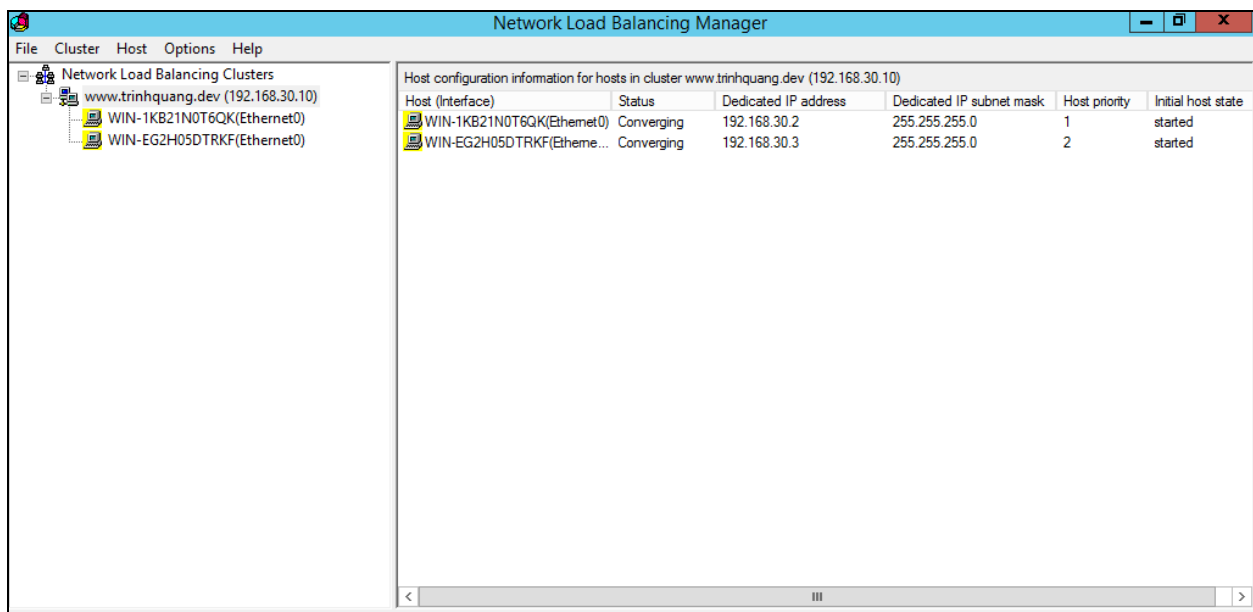 Network Load Balancing Manager
File Cluster Host Options Help
Network Load Balancing Clusters
www.trinhquang.dev (192.168.30.10)
WIN-1KB21N0T6QK(Ethernet0)
WIN-EG2H05DTRKF(Ethernet0)
Host configuration information for hosts in cluster www.trinhquang.dev (192.168.30.10)
Host (Interface) Status Dedicated IP address Dedicated IP subnet mask Host priority Initial host state
WIN-1KB21N0T6QK(Ethernet0) Converging 192.168.30.2 255.255.255.0 1 started
WIN-EG2H05DTRKF(Etherne... Converging 192.168.30.3 255.255.255.0 2 started